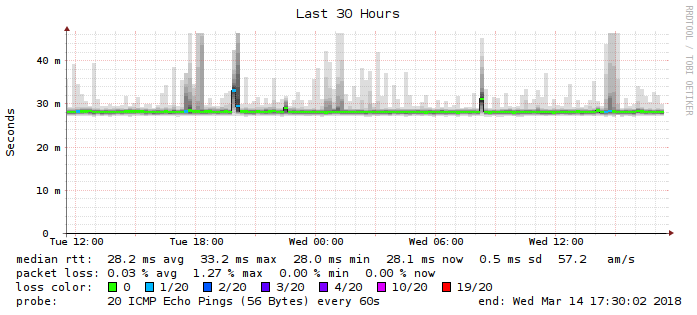 Last 30 Hours
RRDTOOL / TOBI OETIKER
Seconds
40 m
30 m
20 m
10 m
0
Tue 12:00 Tue 18:00 Wed 00:00 Wed 06:00 Wed 12:00
median rtt: 28.2 ms avg 33.2 ms max 28.0 ms min 28.1 ms now 0.5 ms sd 57.2 am/s
packet loss: 0.03 % avg 1.27 % max 0.00 % min 0.00 % now
loss color: 0 1/20 2/20 3/20 4/20 10/20 19/20
probe: 20 ICMP Echo Pings (56 Bytes) every 60s end: Wed Mar 14 17:30:02 2018